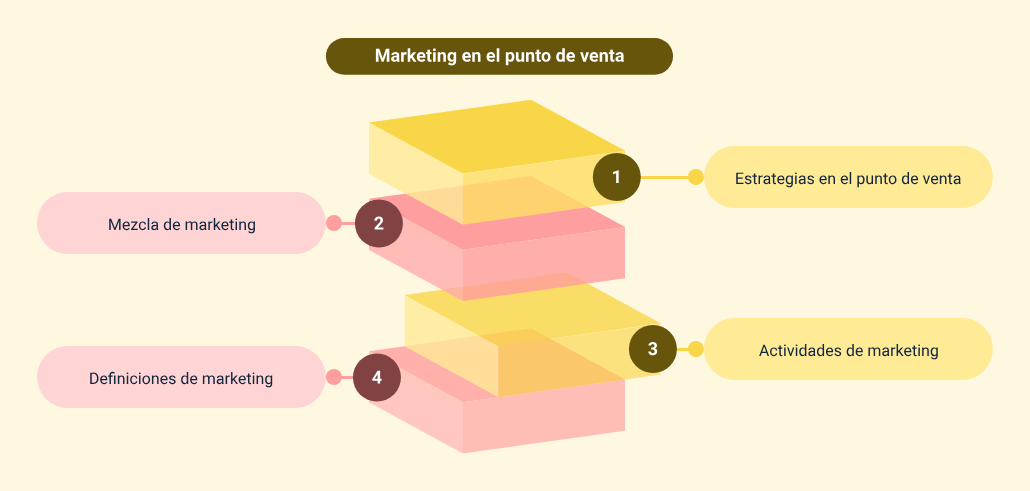 Marketing en el punto de venta
1
Estrategias en el punto de venta
2
Mezcla de marketing
3
Actividades de marketing
4
Definiciones de marketing